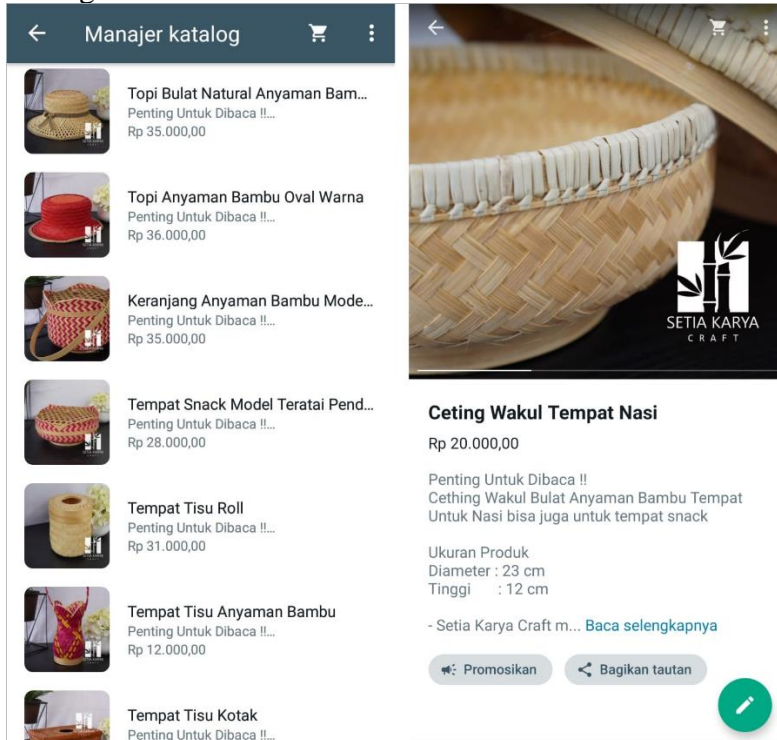 Manajer katalog
Topi Bulat Natural Anyaman Bam...
Penting Untuk Dibaca !!...
Rp 35.000,00
Topi Anyaman Bambu Oval Warna
Penting Untuk Dibaca !!...
Rp 36.000,00
Keranjang Anyaman Bambu Mode...
Penting Untuk Dibaca !!...
Rp 35.000,00
Tempat Snack Model Teratai Pend...
Penting Untuk Dibaca !!...
Rp 28.000,00
Tempat Tisu Roll
Penting Untuk Dibaca !!...
Rp 31.000,00
Tempat Tisu Anyaman Bambu
Penting Untuk Dibaca !!...
Rp 12.000,00
Tempat Tisu Kotak
Penting Untuk Dibaca !!...
SETIA KARYA
CRAFT
Ceting Wakul Tempat Nasi
Rp 20.000,00
Penting Untuk Dibaca !!
Cething Wakul Bulat Anyaman Bambu Tempat
Untuk Nasi bisa juga untuk tempat snack
Ukuran Produk
Diameter : 23 cm
Tinggi : 12 cm
- Setia Karya Craft m... Baca selengkapnya
Promosikan
Bagikan tautan